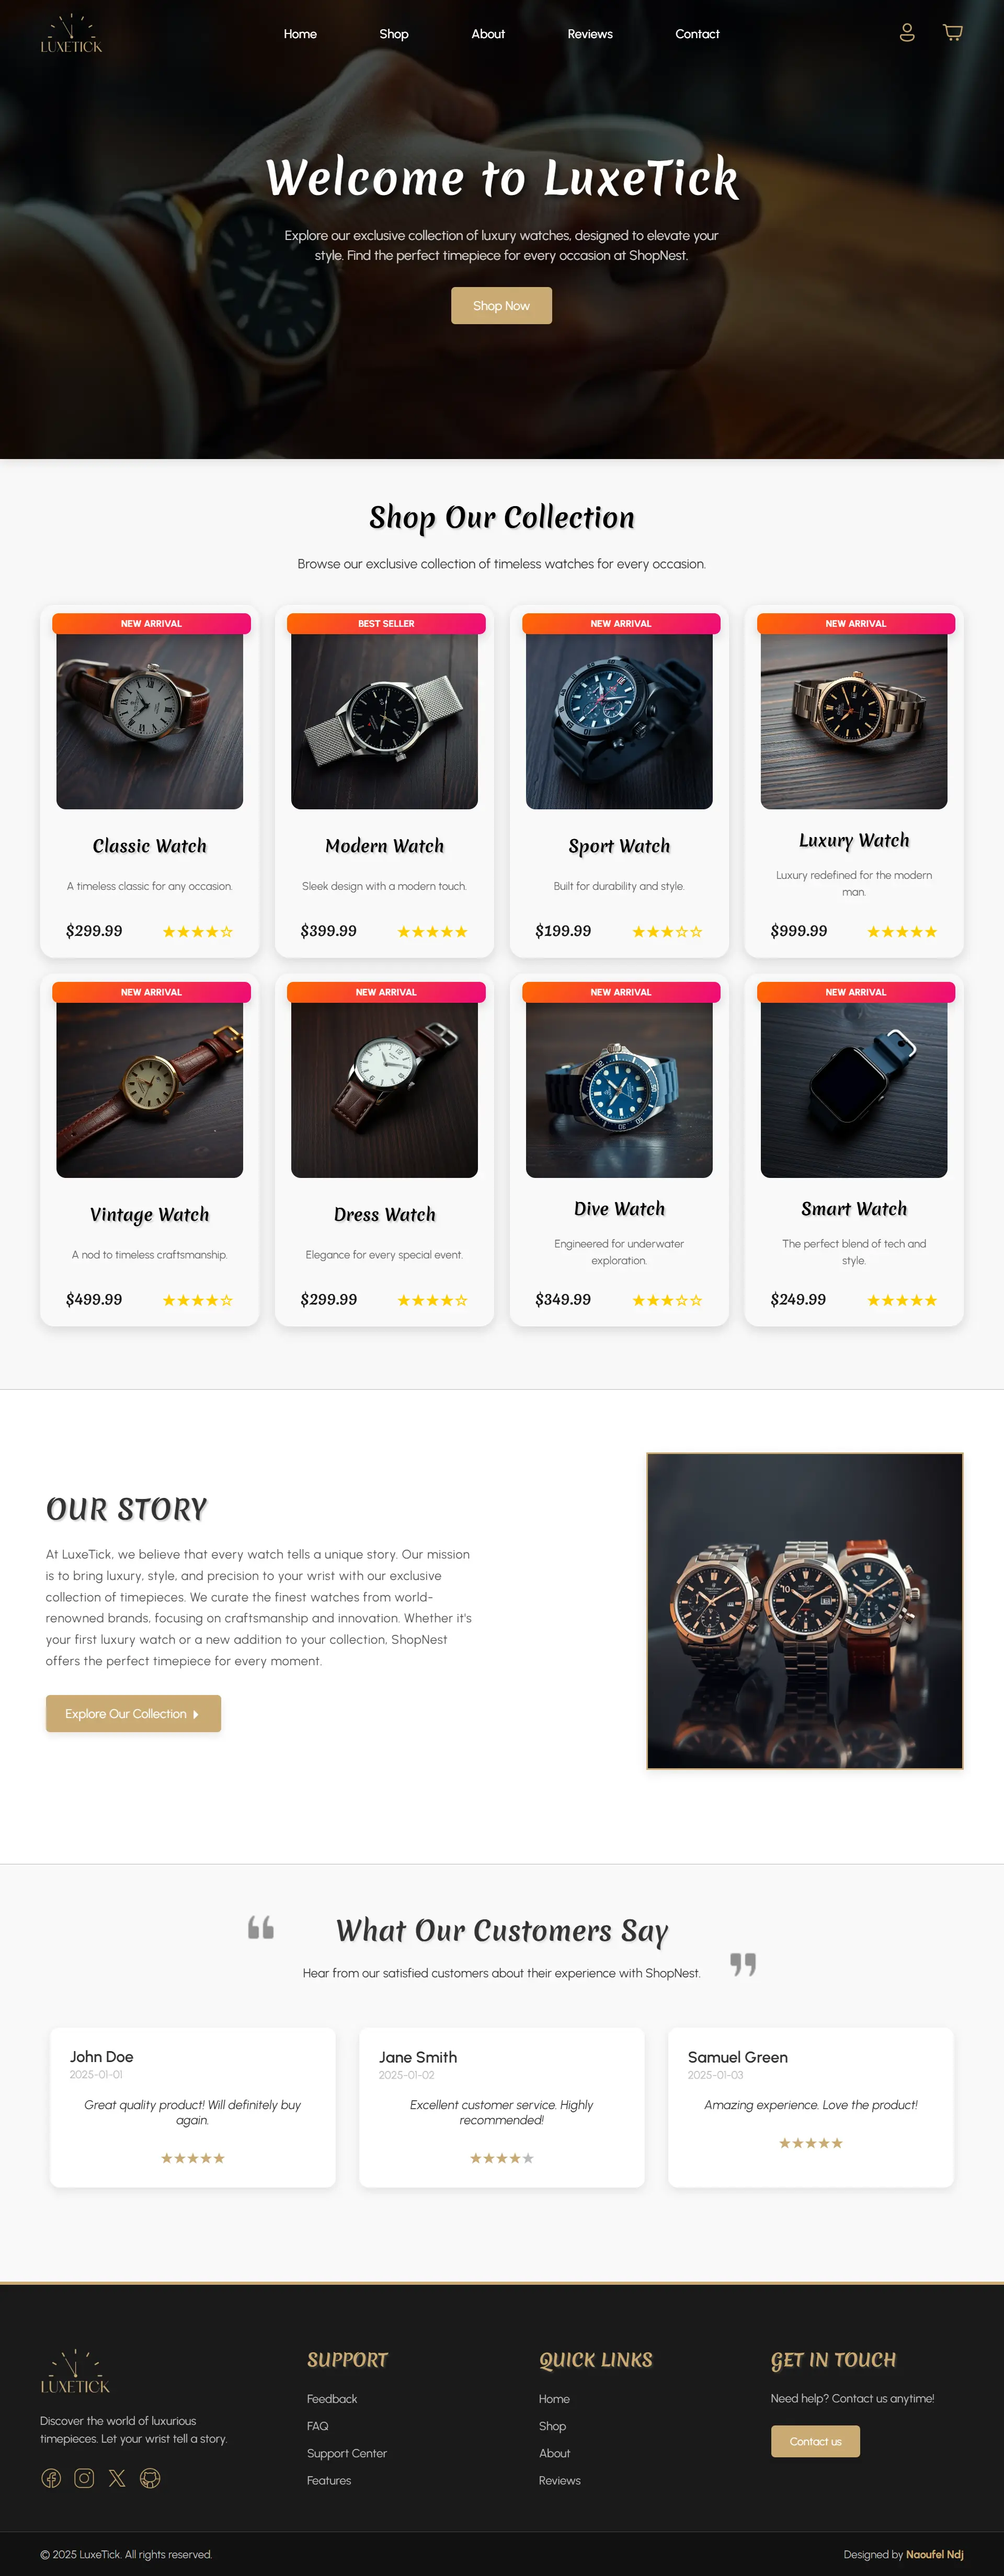 LUXETICK
Home
Shop
About
Reviews
Contact
Welcome to LuxeTick
Explore our exclusive collection of luxury watches, designed to elevate your
style. Find the perfect timepiece for every occasion at ShopNest.
Shop Now
Shop Our Collection
Browse our exclusive collection of timeless watches for every occasion.
NEW ARRIVAL
Classic Watch
A timeless classic for any occasion.
$299.99
BEST SELLER
Modern Watch
Sleek design with a modern touch.
$399.99
NEW ARRIVAL
Sport Watch
Built for durability and style.
$199.99
NEW ARRIVAL
Luxury Watch
Luxury redefined for the modern
man.
$999.99
NEW ARRIVAL
Vintage Watch
A nod to timeless craftsmanship.
$499.99
NEW ARRIVAL
Dress Watch
Elegance for every special event.
$299.99
NEW ARRIVAL
Dive Watch
Engineered for underwater
exploration.
$349.99
NEW ARRIVAL
Smart Watch
The perfect blend of tech and
style.
$249.99
OUR STORY
At LuxeTick, we believe that every watch tells a unique story. Our mission
is to bring luxury, style, and precision to your wrist with our exclusive
collection of timepieces. We curate the finest watches from world-
renowned brands, focusing on craftsmanship and innovation. Whether it's
your first luxury watch or a new addition to your collection, ShopNest
offers the perfect timepiece for every moment.
Explore Our Collection
What Our Customers Say
Hear from our satisfied customers about their experience with ShopNest.
John Doe
2025-01-01
Great quality product! Will definitely buy
again.
Jane Smith
2025-01-02
Excellent customer service. Highly
recommended!
Samuel Green
2025-01-03
Amazing experience. Love the product!
LUXETICK
Discover the world of luxurious
timepieces. Let your wrist tell a story.
SUPPORT
Feedback
FAQ
Support Center
Features
QUICK LINKS
Home
Shop
About
Reviews
GET IN TOUCH
Need help? Contact us anytime!
Contact us
© 2025 LuxeTick. All rights reserved.
Designed by Naoufel Ndj